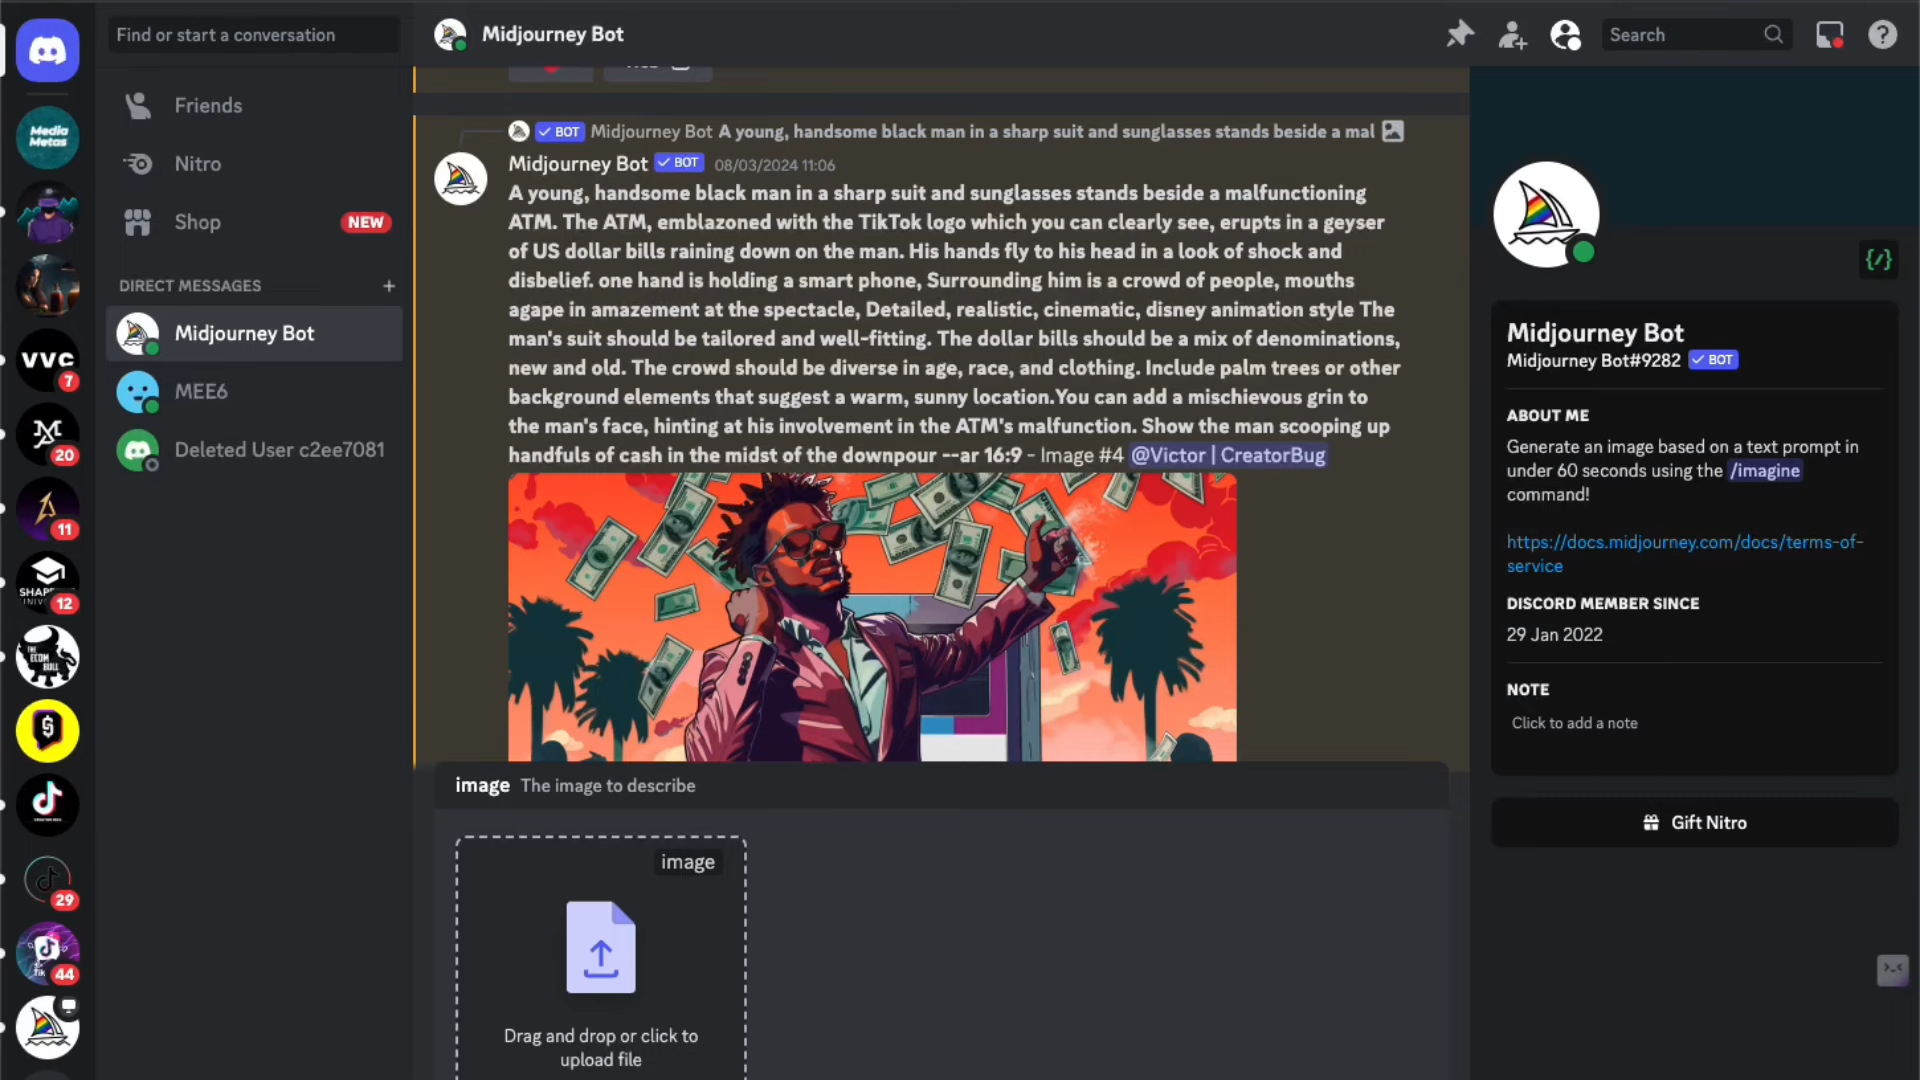 Find or start a conversation
Midjourney Bot
Search
Friends
Nitro
Shop
NEW
DIRECT MESSAGES
Midjourney Bot
MEE6
Deleted User c2ee7081
Media
Metas
VVC
7
20
11
12
THE
ECOM
BULL
29
44
BOT Midjourney Bot A young, handsome black man in a sharp suit and sunglasses stands beside a mal
Midjourney Bot BOT 08/03/2024 11:06
A young, handsome black man in a sharp suit and sunglasses stands beside a malfunctioning
ATM. The ATM, emblazoned with the TikTok logo which you can clearly see, erupts in a geyser
of US dollar bills raining down on the man. His hands fly to his head in a look of shock and
disbelief. one hand is holding a smart phone, Surrounding him is a crowd of people, mouths
agape in amazement at the spectacle, Detailed, realistic, cinematic, disney animation style The
man's suit should be tailored and well-fitting. The dollar bills should be a mix of denominations,
new and old. The crowd should be diverse in age, race, and clothing. Include palm trees or other
background elements that suggest a warm, sunny location.You can add a mischievous grin to
the man's face, hinting at his involvement in the ATM's malfunction. Show the man scooping up
handfuls of cash in the midst of the downpour --ar 16:9 - Image #4 @Victor | CreatorBug
image The image to describe
image
Drag and drop or click to
upload file
Midjourney Bot
Midjourney Bot#9282 BOT
ABOUT ME
Generate an image based on a text prompt in
under 60 seconds using the /imagine
command!
https://docs.midjourney.com/docs/terms-of-
service
DISCORD MEMBER SINCE
29 Jan 2022
NOTE
Click to add a note
Gift Nitro